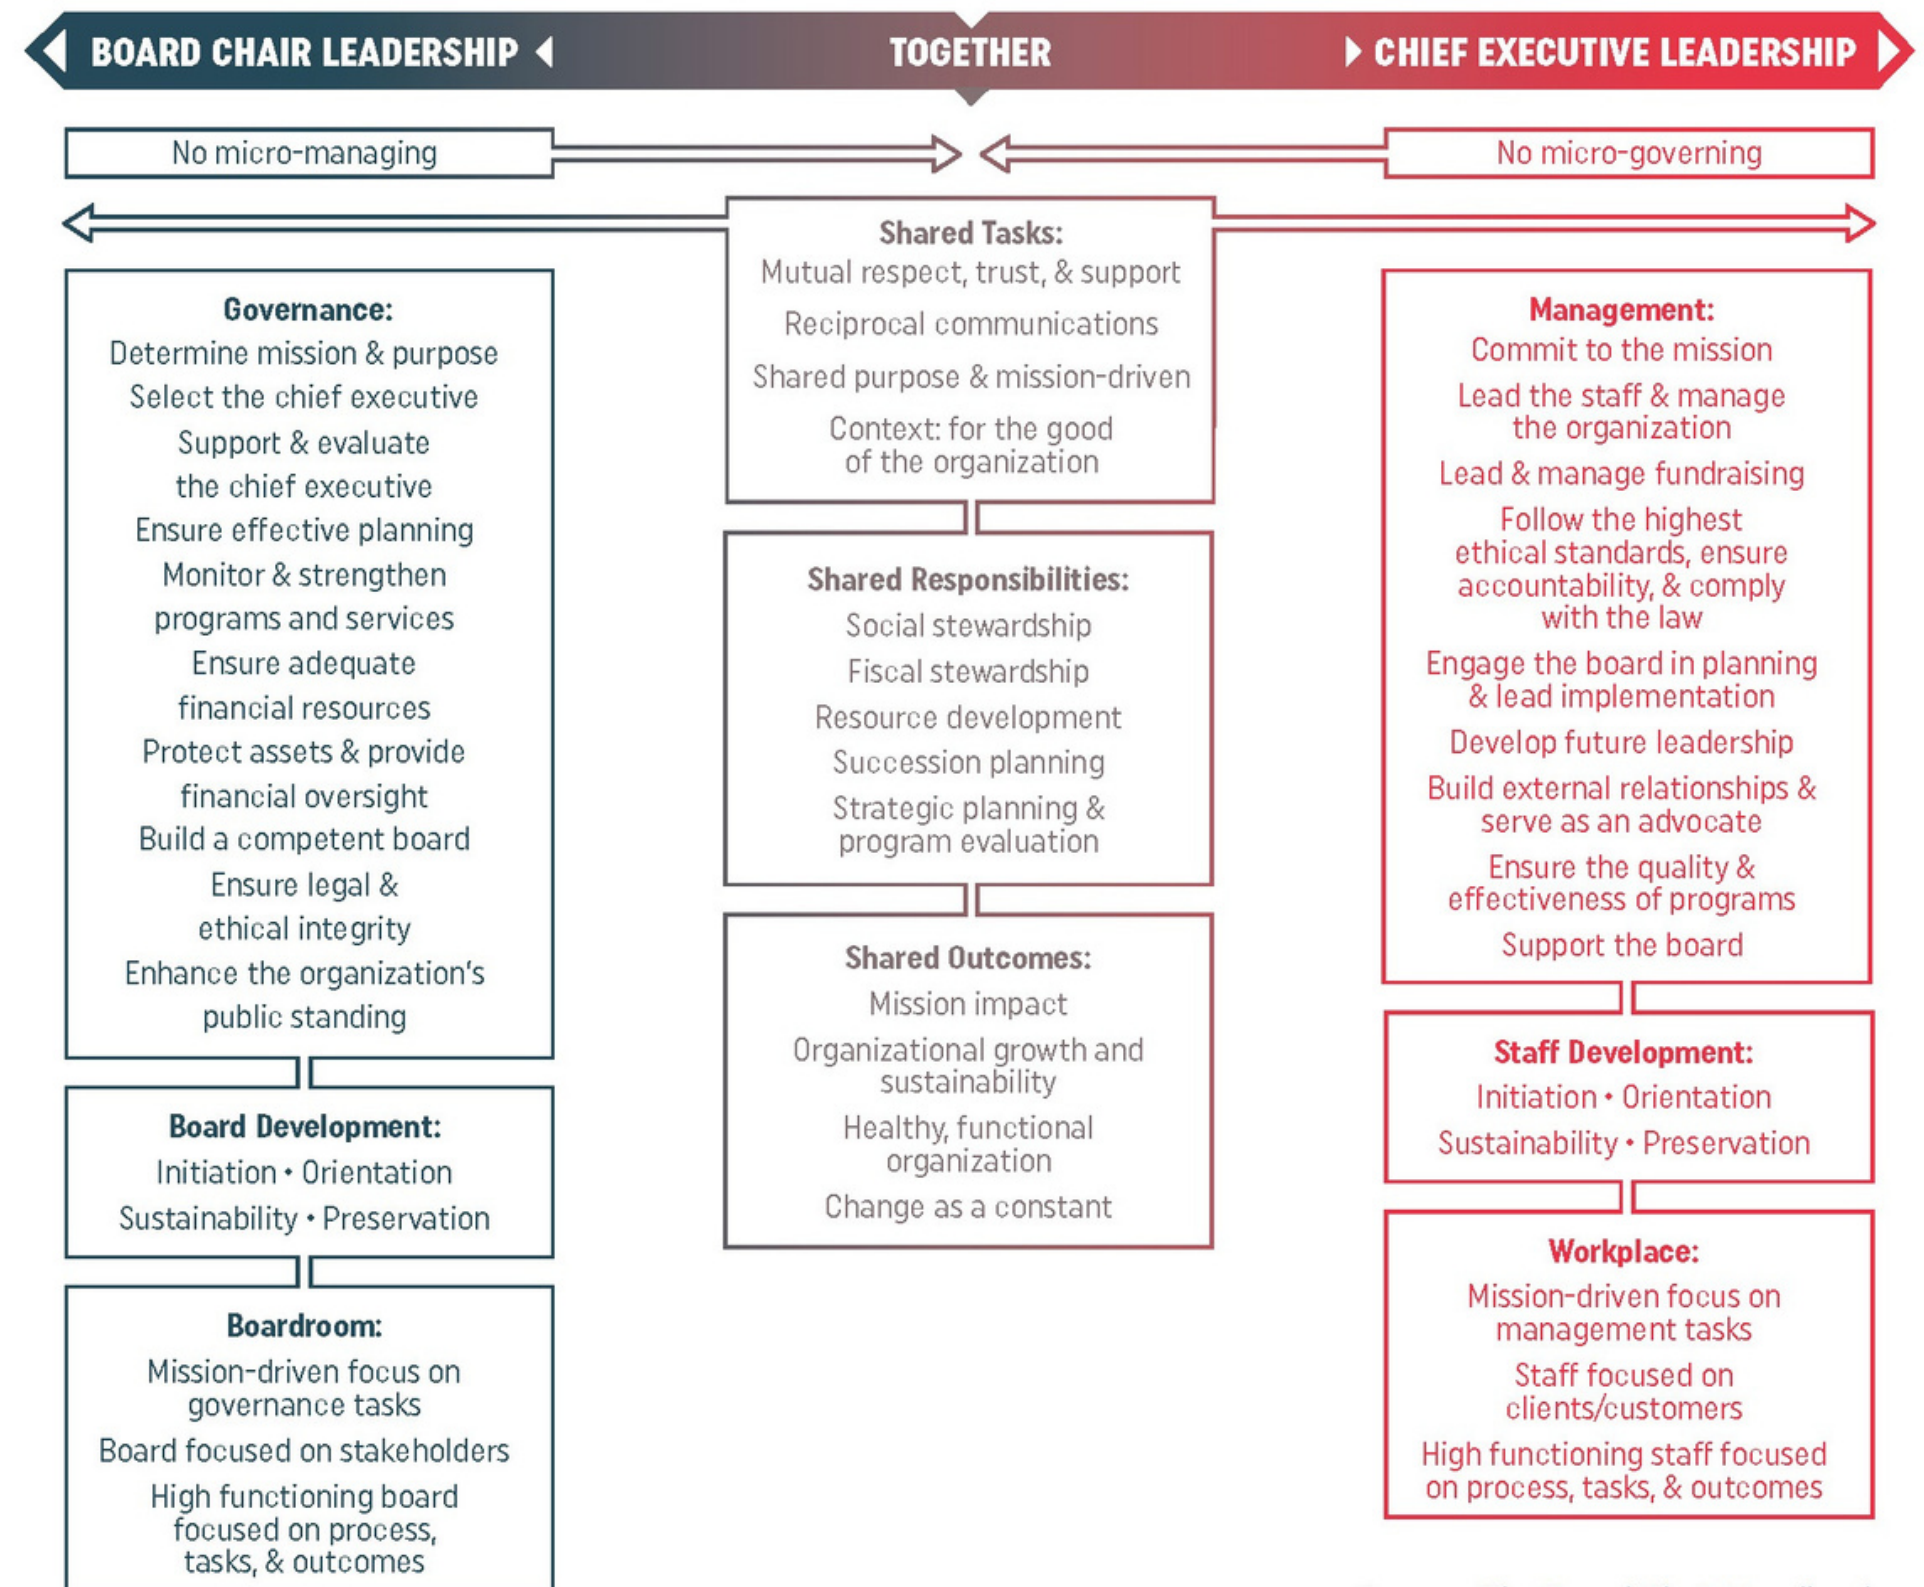 BOARD CHAIR LEADERSHIP
TOGETHER
CHIEF EXECUTIVE LEADERSHIP
No micro-managing
No micro-governing
Governance:
Determine mission & purpose
Select the chief executive
Support & evaluate
the chief executive
Ensure effective planning
Monitor & strengthen
programs and services
Ensure adequate
financial resources
Protect assets & provide
financial oversight
Build a competent board
Ensure legal &
ethical integrity
Enhance the organization's
public standing
Board Development:
Initiation • Orientation
Sustainability • Preservation
Boardroom:
Mission-driven focus on
governance tasks
Board focused on stakeholders
High functioning board
focused on process,
tasks, & outcomes
Shared Tasks:
Mutual respect, trust, & support
Reciprocal communications
Shared purpose & mission-driven
Context: for the good
of the organization
Shared Responsibilities:
Social stewardship
Fiscal stewardship
Resource development
Succession planning
Strategic planning &
program evaluation
Shared Outcomes:
Mission impact
Organizational growth and
sustainability
Healthy, functional
organization
Change as a constant
Management:
Commit to the mission
Lead the staff & manage
the organization
Lead & manage fundraising
Follow the highest
ethical standards, ensure
accountability, & comply
with the law
Engage the board in planning
& lead implementation
Develop future leadership
Build external relationships &
serve as an advocate
Ensure the quality &
effectiveness of programs
Support the board
Staff Development:
Initiation • Orientation
Sustainability • Preservation
Workplace:
Mission-driven focus on
management tasks
Staff focused on
clients/customers
High functioning staff focused
on process, tasks, & outcomes